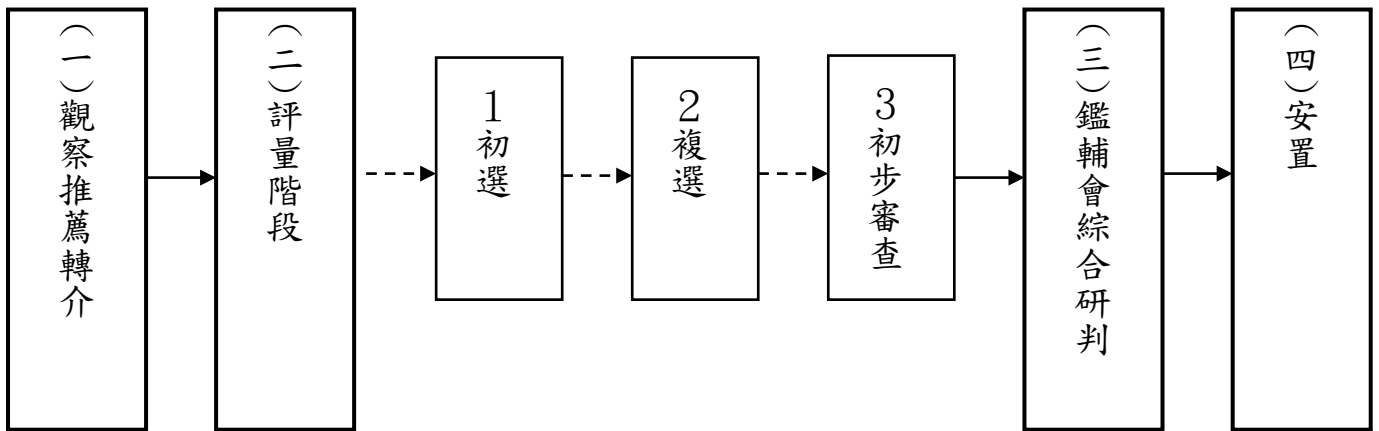 （一）觀察推薦轉介
（二）評量階段
1初選
2複選
3初步審查
（三）鑑輔會綜合研判
（四）安置